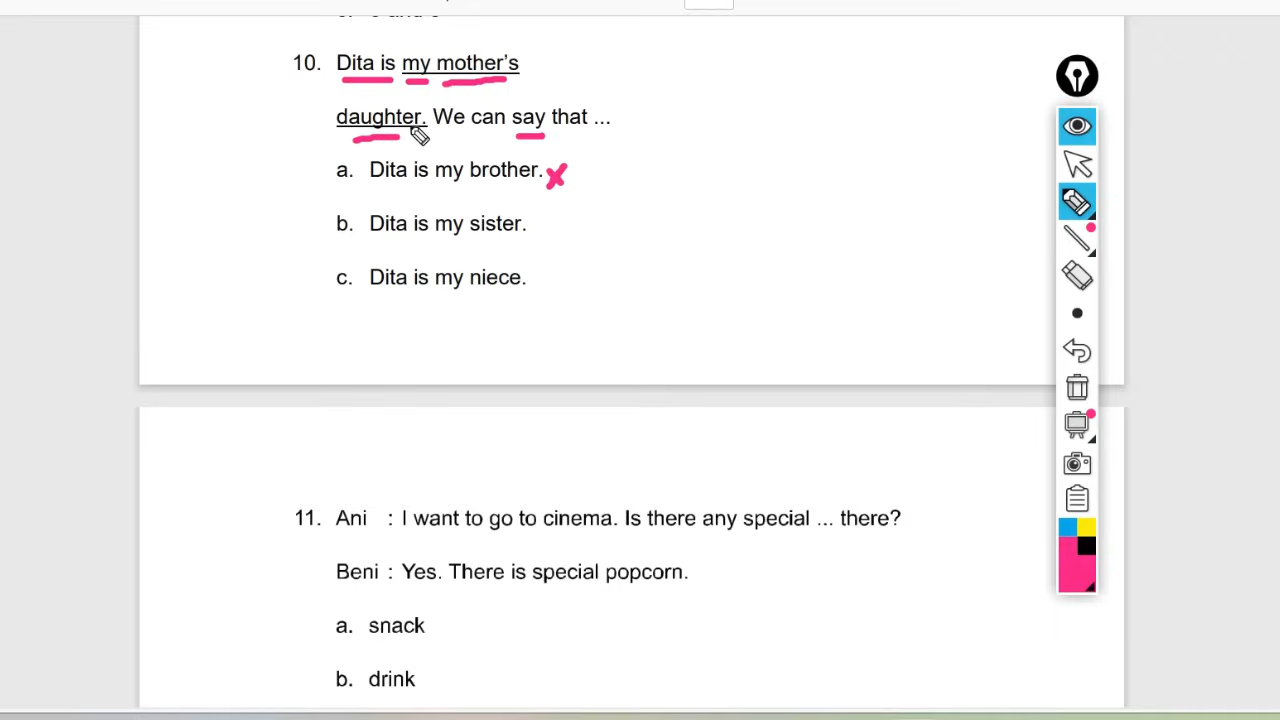 10. Dita is my mother's
daughter. We can say that ...
a. Dita is my brother.
b. Dita is my sister.
c. Dita is my niece.
11. Ani : I want to go to cinema. Is there any special ... there?
Beni : Yes. There is special popcorn.
a. snack
b. drink